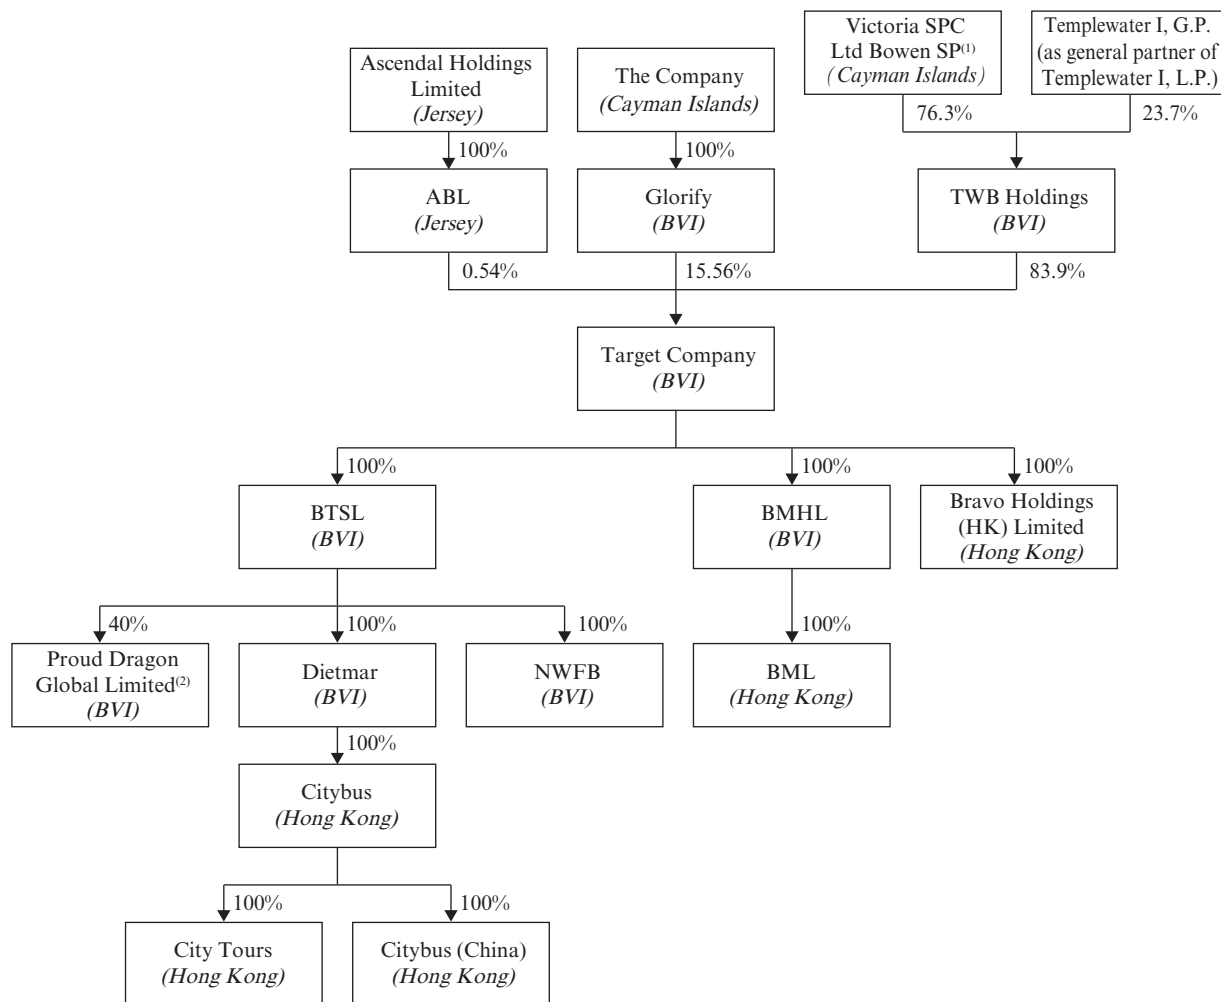 Ascendal Holdings
Limited
(Jersey)
The Company
(Cayman Islands)
Victoria SPC
Ltd Bowen SP(1)
(Cayman Islands)
Templewater I, G.P.
(as general partner of
Templewater I, L.P.)
100%
100%
76.3%
23.7%
ABL
(Jersey)
Glorify
(BVI)
TWB Holdings
(BVI)
0.54%
15.56%
83.9%
Target Company
(BVI)
100%
100%
100%
BTSL
(BVI)
BMHL
(BVI)
Bravo Holdings
(HK) Limited
(Hong Kong)
40%
100%
100%
100%
Proud Dragon
Global Limited(2)
(BVI)
Dietmar
(BVI)
NWFB
(BVI)
BML
(Hong Kong)
100%
Citybus
(Hong Kong)
100%
100%
City Tours
(Hong Kong)
Citybus (China)
(Hong Kong)